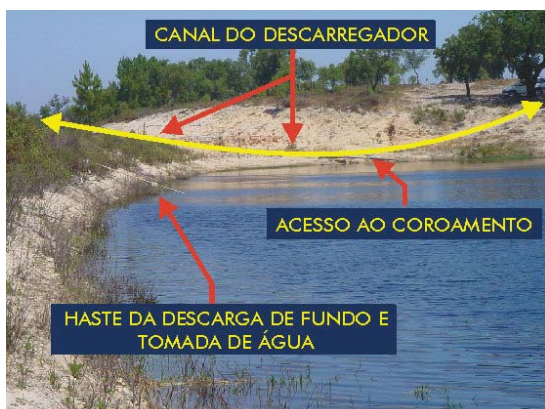 CANAL DO DESCARREGADOR
ACESSO AO COROAMENTO
HASTE DA DESCARGA DE FUNDO E
TOMADA DE ÁGUA